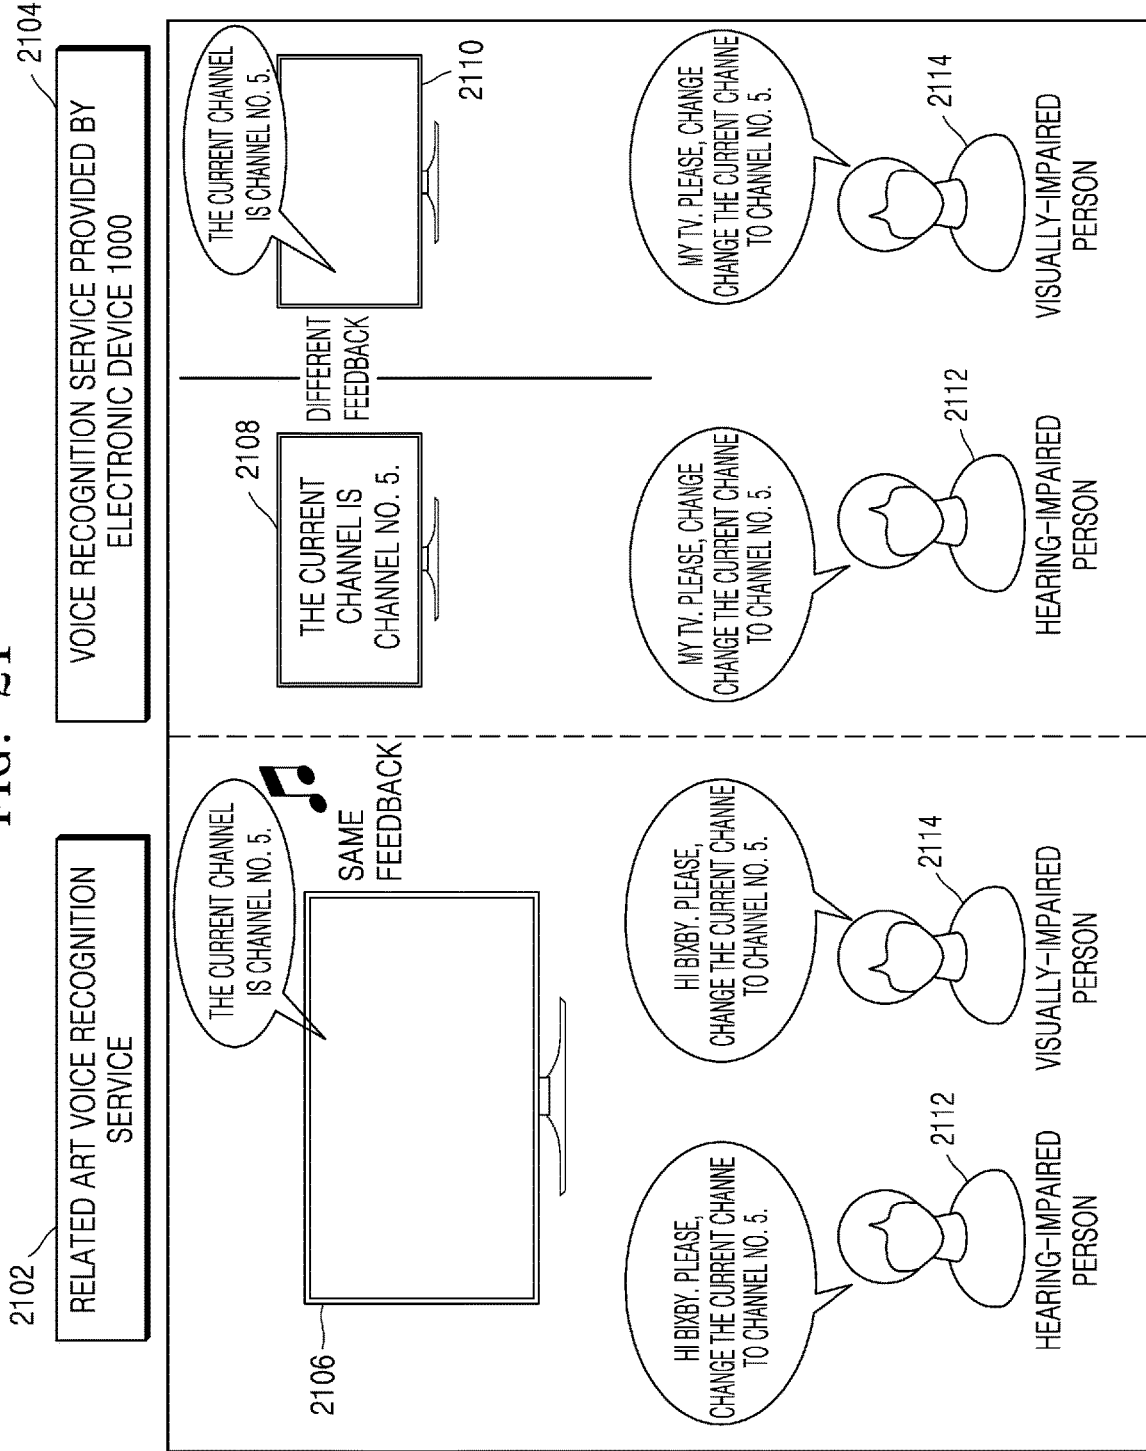 FIG. 21
2102
RELATED ART VOICE RECOGNITION
SERVICE
2104
VOICE RECOGNITION SERVICE PROVIDED BY
ELECTRONIC DEVICE 1000
THE CURRENT CHANNEL
IS CHANNEL NO. 5.
SAME
FEEDBACK
2106
HI BIXBY. PLEASE,
CHANGE THE CURRENT CHANNE
TO CHANNEL NO. 5.
2112
HEARING-IMPAIRED
PERSON
HI BIXBY. PLEASE,
CHANGE THE CURRENT CHANNE
TO CHANNEL NO. 5.
2114
VISUALLY-IMPAIRED
PERSON
2108
THE CURRENT
CHANNEL IS
CHANNEL NO. 5.
DIFFERENT
FEEDBACK
THE CURRENT CHANNEL
IS CHANNEL NO. 5.
2110
MY TV. PLEASE, CHANGE
CHANGE THE CURRENT CHANNE
TO CHANNEL NO. 5.
2112
HEARING-IMPAIRED
PERSON
MY TV. PLEASE, CHANGE
CHANGE THE CURRENT CHANNE
TO CHANNEL NO. 5.
2114
VISUALLY-IMPAIRED
PERSON